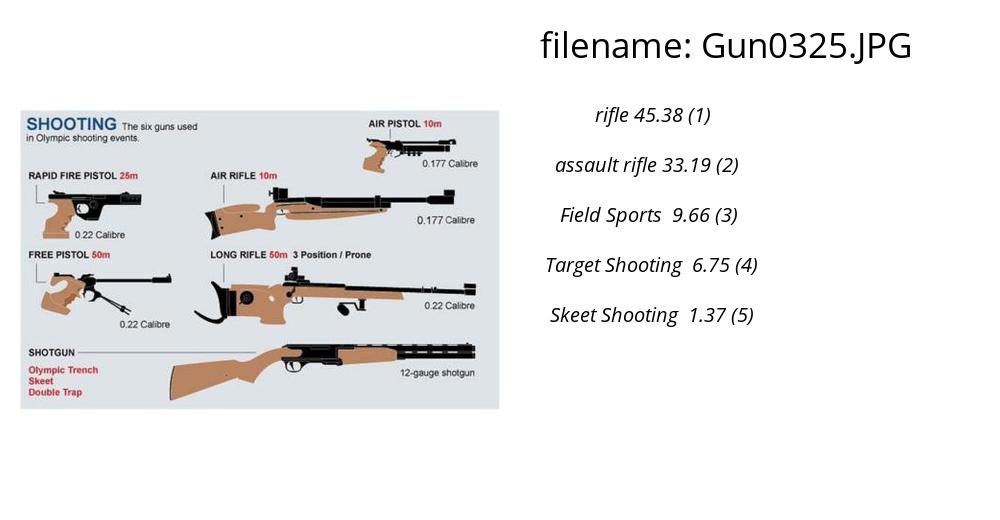 filename: Gun0325.JPG
rifle 45.38 (1)
assault rifle 33.19 (2)
Field Sports 9.66 (3)
Target Shooting 6.75 (4)
Skeet Shooting 1.37 (5)
SHOOTING The six guns used
in Olympic shooting events.
AIR PISTOL 10m
0.177 Calibre
RAPID FIRE PISTOL 25m
0.22 Calibre
AIR RIFLE 10m
0.177 Calibre
FREE PISTOL 50m
0.22 Calibre
LONG RIFLE 50m 3 Position / Prone
0.22 Calibre
SHOTGUN
Olympic Trench
Skeet
Double Trap
12-gauge shotgun